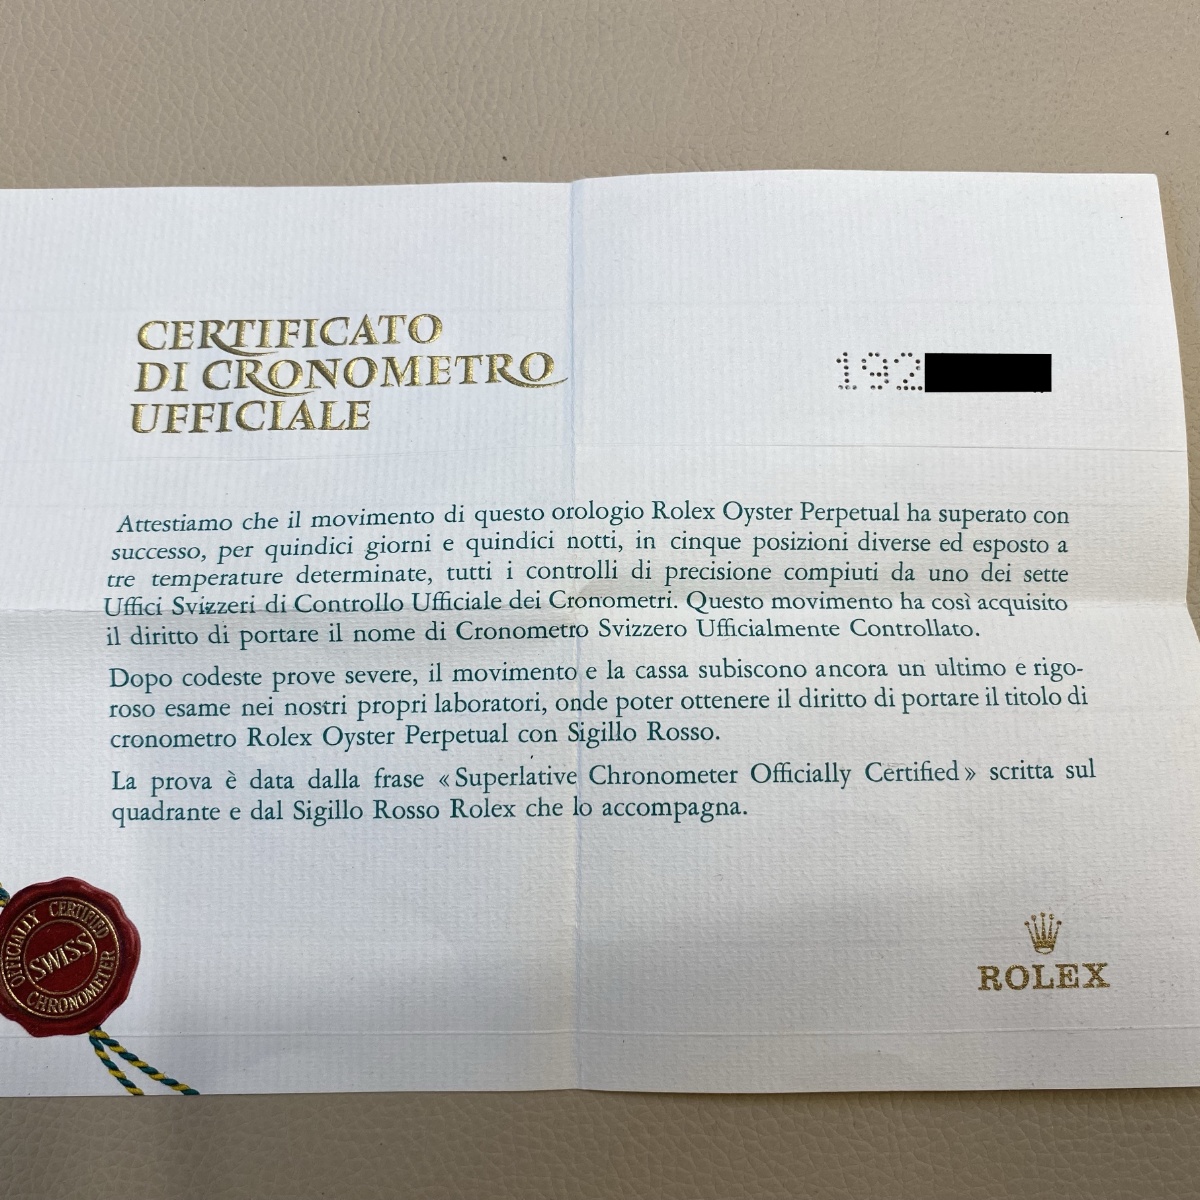 CERTIFICATO
DI CRONOMETRO
UFFICIALE
192
Attestiamo che il movimento di questo orologio Rolex Oyster Perpetual ha superato con
successo, per quindici giorni e quindici notti, in cinque posizioni diverse ed esposto a
tre temperature determinate, tutti i controlli di precisione compiuti da uno dei sette
Uffici Svizzeri di Controllo Ufficiale dei Cronometri. Questo movimento ha così acquisito
il diritto di portare il nome di Cronometro Svizzero Ufficialmente Controllato.
Dopo codeste prove severe, il movimento e la cassa subiscono ancora un ultimo e rigo-
roso esame nei nostri propri laboratori, onde poter ottenere il diritto di portare il titolo di
cronometro Rolex Oyster Perpetual con Sigillo Rosso.
La prova è data dalla frase « Superlative Chronometer Officially Certified » scritta sul
quadrante e dal Sigillo Rosso Rolex che lo accompagna.
OFFICIALLY CERTIFIED
SWISS
CHRONOMETER
ROLEX